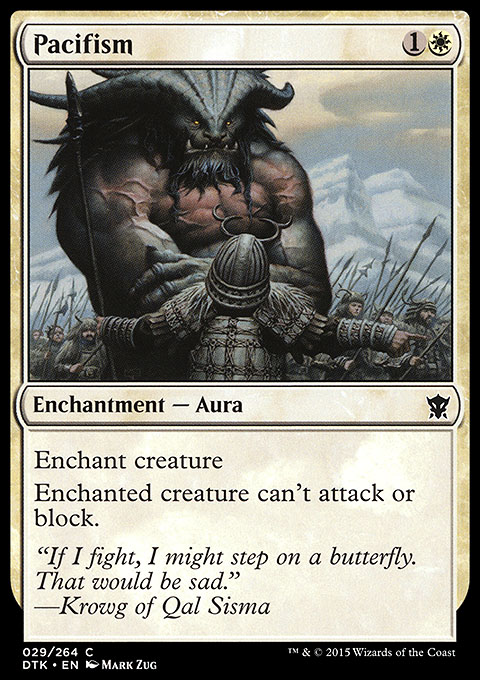 Pacifism 1
Enchantment — Aura
Enchant creature
Enchanted creature can't attack or
block.
"If I fight, I might step on a butterfly.
That would be sad."
—Krowg of Qal Sisma
029/264 C
DTK • EN Mark Zug
™ & © 2015 Wizards of the Coast